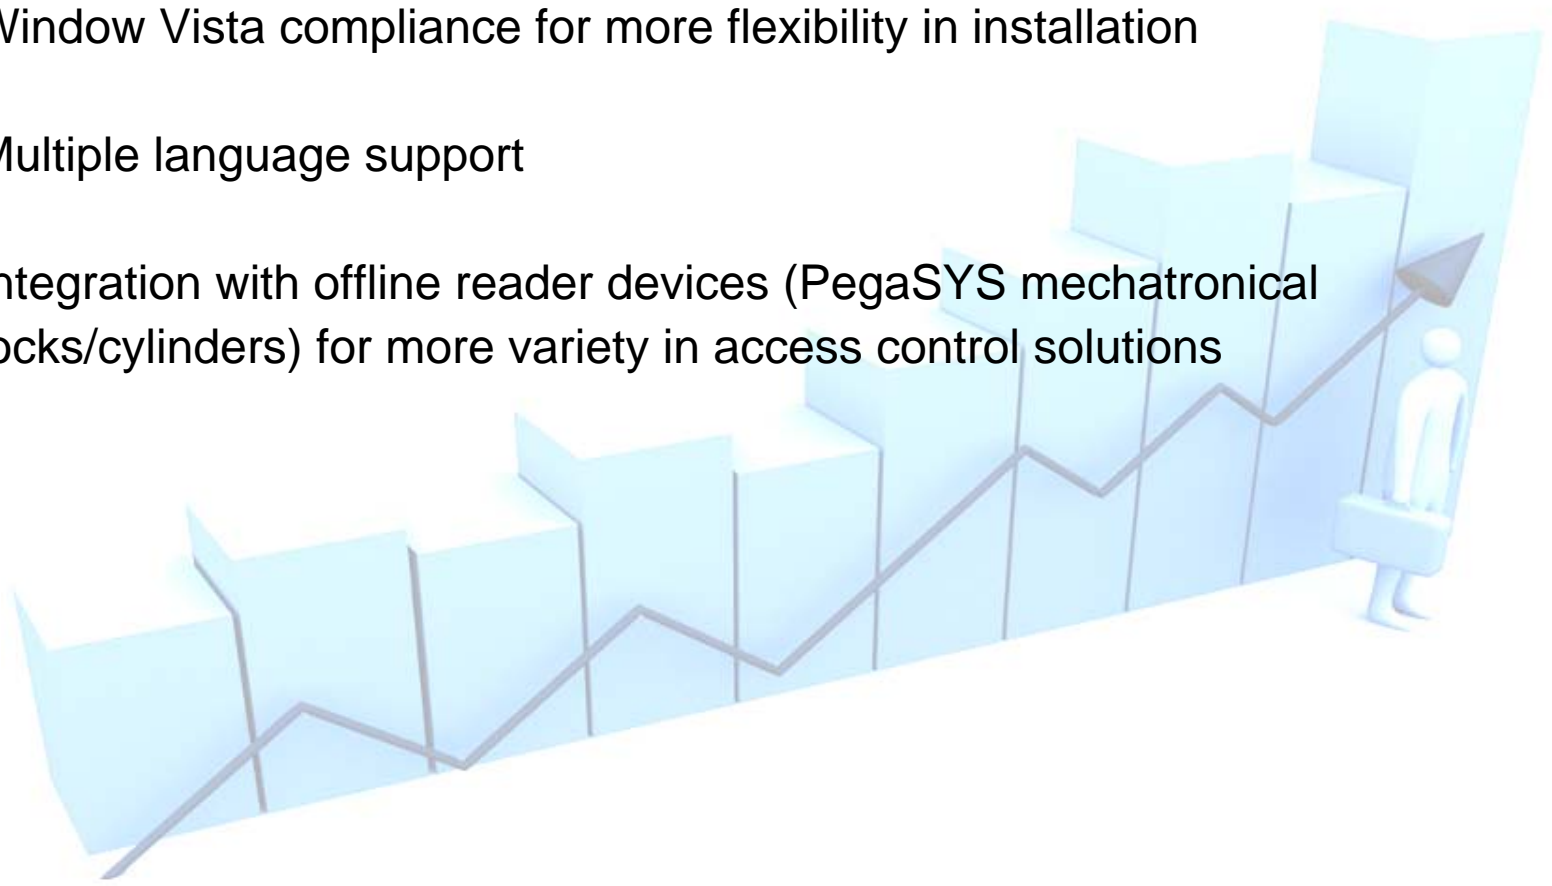 Window Vista compliance for more flexibility in installation
Multiple language support
ntegration with offline reader devices (PegaSYS mechatronical
ocks/cylinders) for more variety in access control solutions